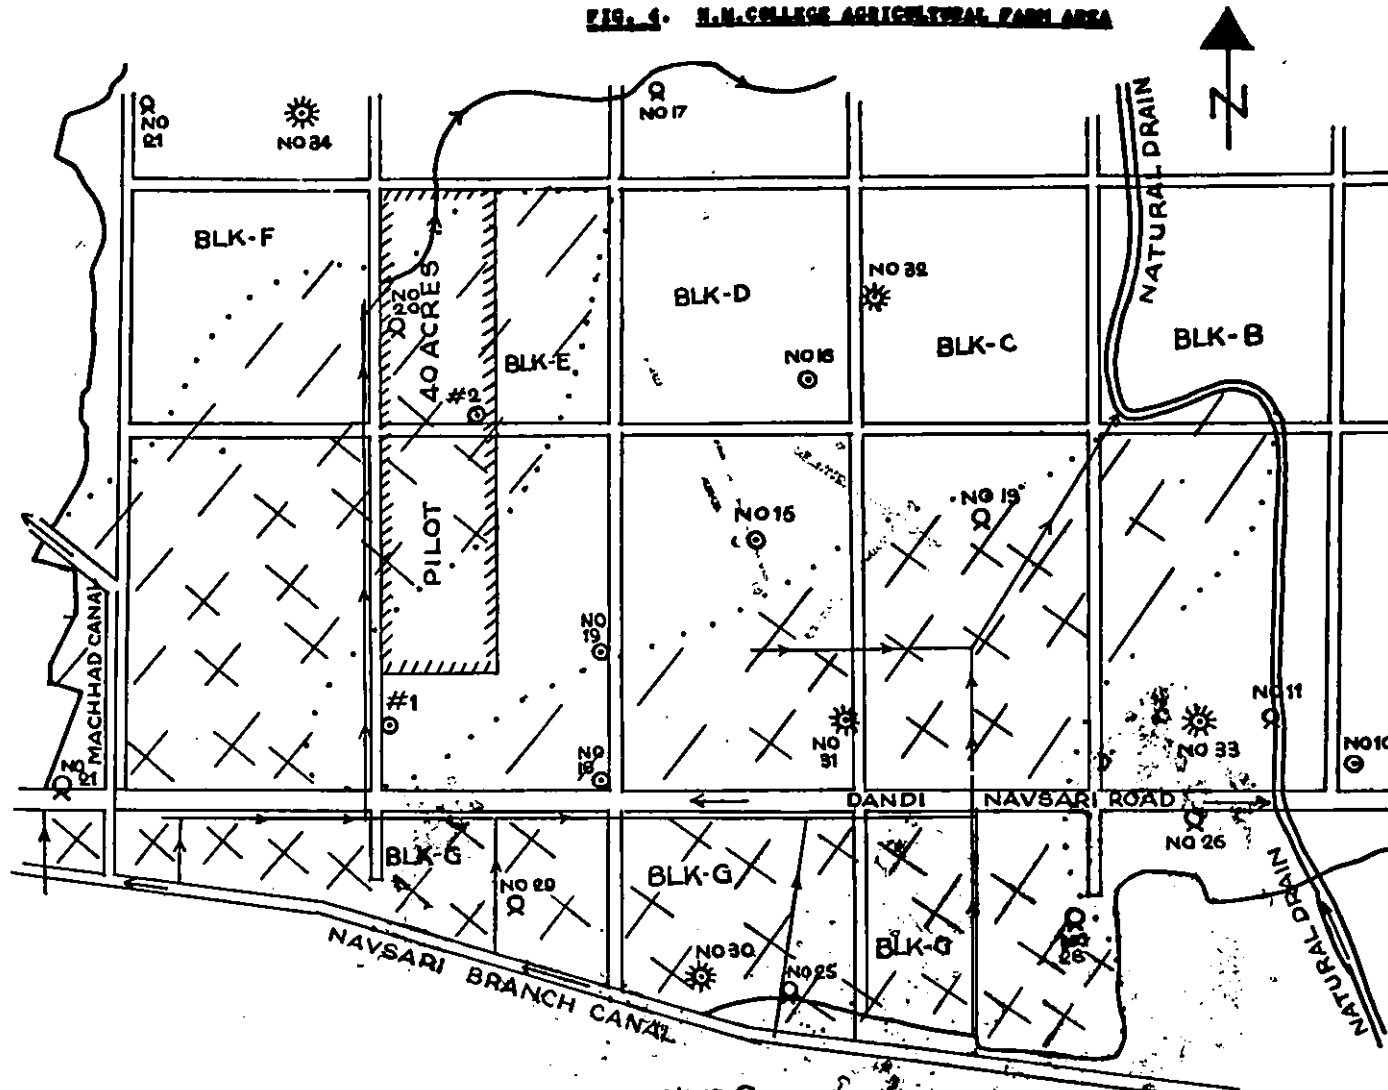 FIG. 4. N.M.COLLEGE AGRICULTURAL FARM AREA
N
NO 17
NO
21
NO 34
NATURAL DRAIN
BLK-F
40 ACRES
PILOT
NO
20
#2
BLK-E
BLK-D
NO 32
NO 16
BLK-C
BLK-B
NO 15
NO 19
NO
19
MACHHAD CANAL
#1
NO
21
NO
18
NO
31
NO 11
NO 33
NO 10
DANDI NAVSARI ROAD
NO 26
BLK-G
BLK-G
BLK-G
NO 29
NO 30
NO 25
26
NATURAL DRAIN
NAVSARI BRANCH CANAL